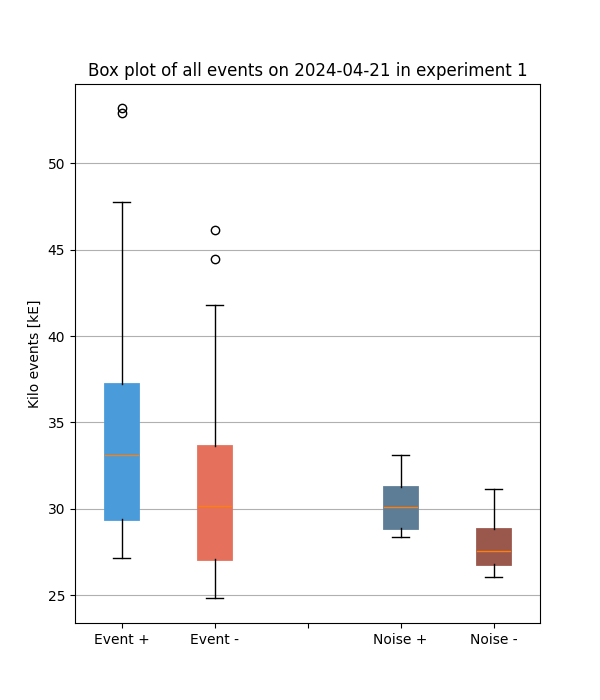 Box plot of all events on 2024-04-21 in experiment 1
Kilo events [kE]
50
45
40
35
30
25
Event +
Event -
Noise +
Noise -